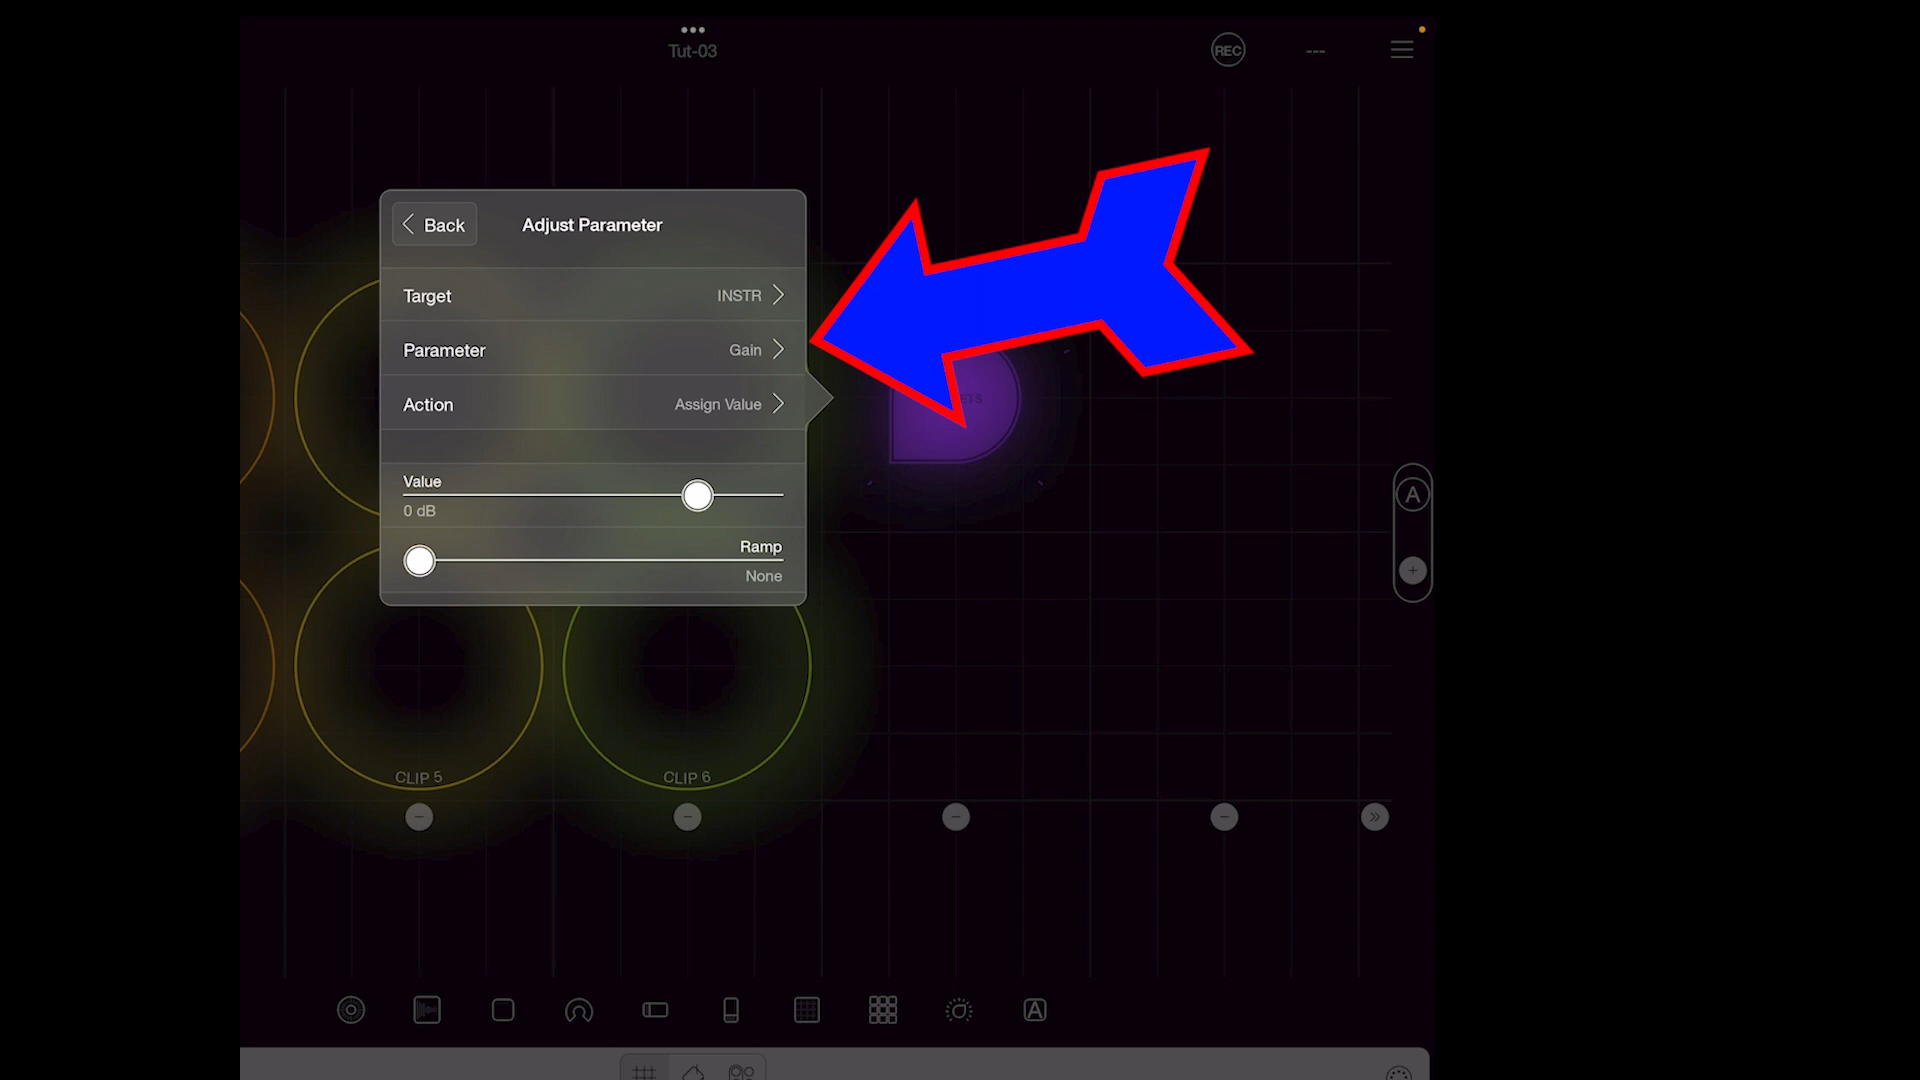 Tut-03
REC
---
Back
Adjust Parameter
Target
INSTR
Parameter
Gain
Action
Assign Value
Value
0 dB
Ramp
None
A
CLIP 5
CLIP 6
A